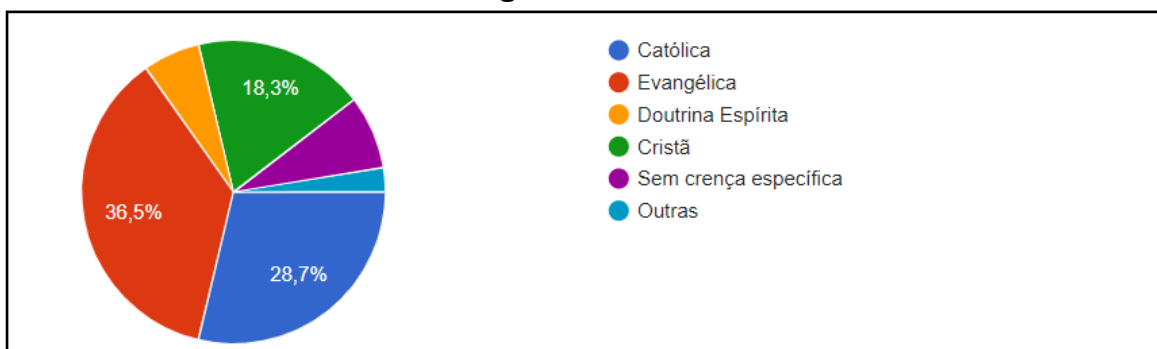 18,3%
36,5%
28,7%
Católica
Evangélica
Doutrina Espírita
Cristã
Sem crença específica
Outras